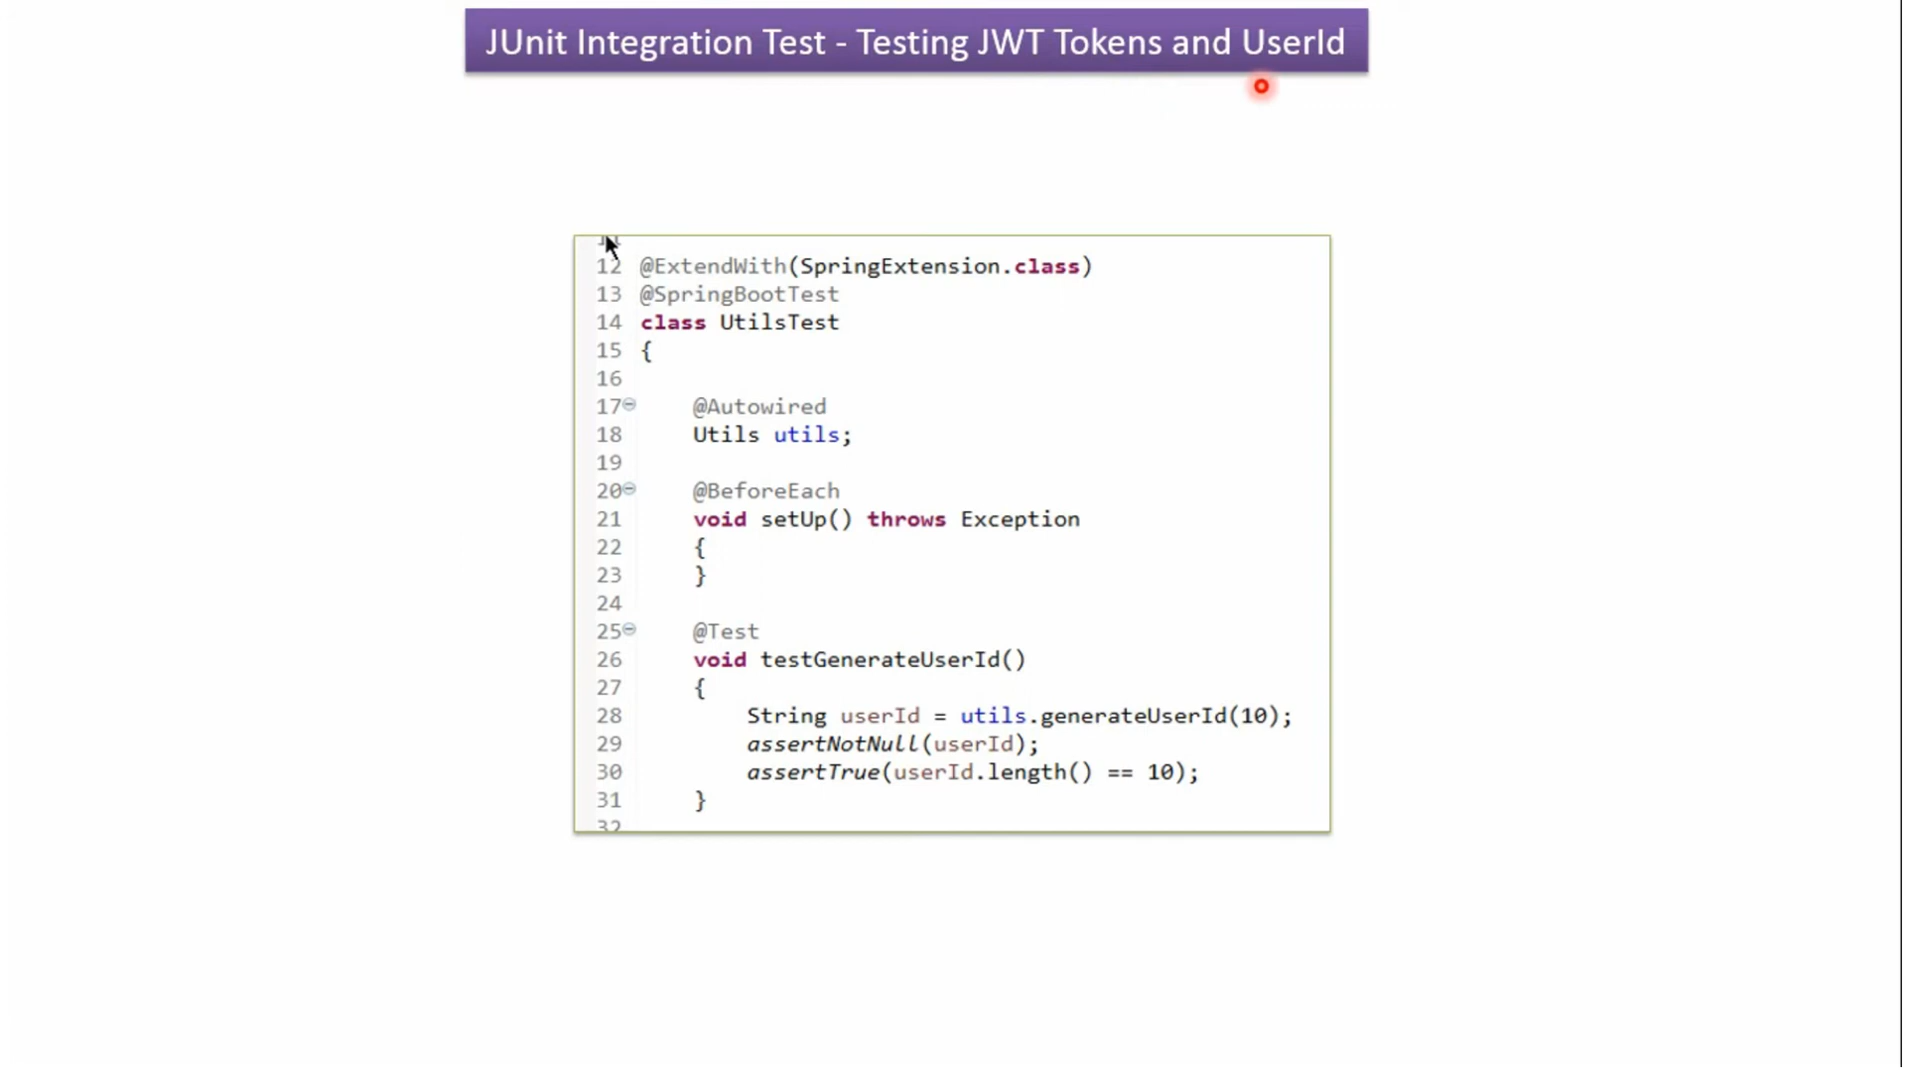 JUnit Integration Test - Testing JWT Tokens and UserId
12 @ExtendWith(SpringExtension.class)
13 @SpringBootTest
14 class UtilsTest
15 {
16
17 @Autowired
18 Utils utils;
19
20 @BeforeEach
21 void setUp() throws Exception
22 {
23 }
24
25 @Test
26 void testGenerateUserId()
27 {
28 String userId = utils.generateUserId(10);
29 assertNotNull(userId);
30 assertTrue(userId.length() == 10);
31 }
32